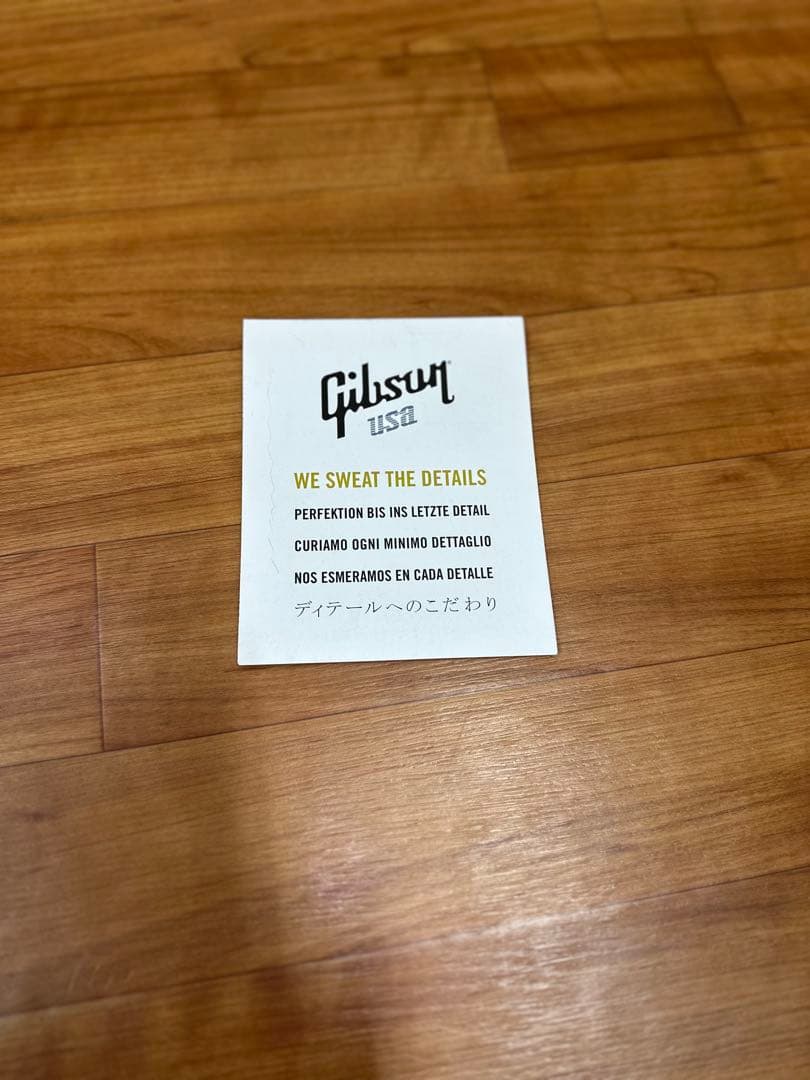 Gibson
usa
WE SWEAT THE DETAILS
PERFEKTION BIS INS LETZTE DETAIL
CURIAMO OGNI MINIMO DETTAGLIO
NOS ESMERAMOS EN CADA DETALLE
ディテールへのこだわり